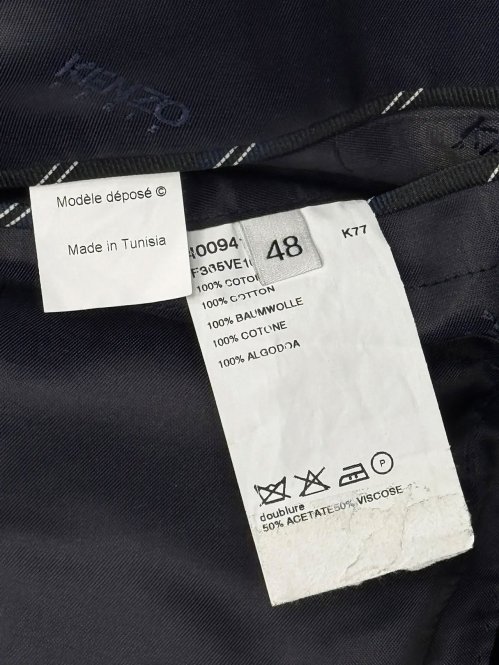 KENZO
PARIS
Modèle déposé ©
Made in Tunisia
48
K77
100% COTON
100% COTTON
100% BAUMWOLLE
100% COTONE
100% ALGODOA
P
doublure
50% ACETATE50% VISCOSE